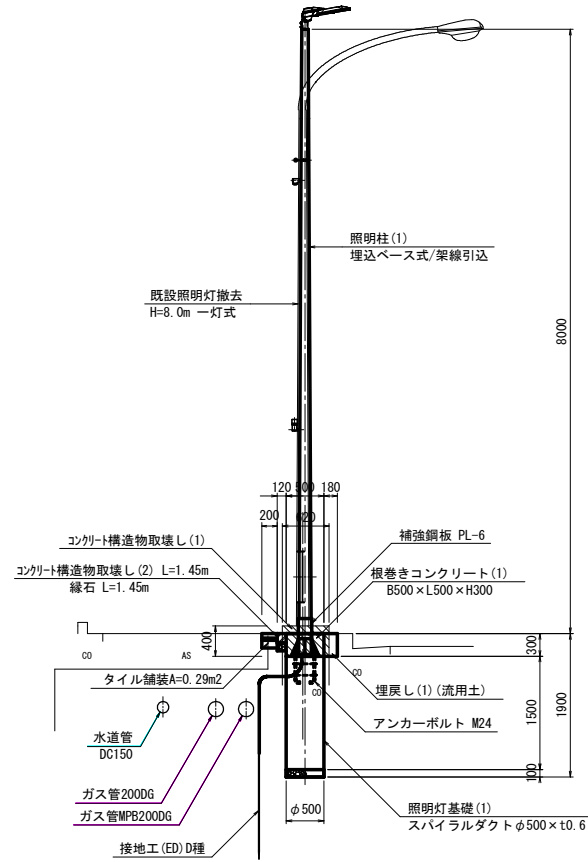 照明柱(1)
埋込ベース式/架線引込
既設照明灯撤去
H=8.0m 一灯式
8000
120 500 180
200 620
コンクリート構造物取壊し(1)
補強鋼板 PL-6
コンクリート構造物取壊し(2) L=1.45m
縁石 L=1.45m
根巻きコンクリート(1)
B500×L500×H300
400
300
CO
AS
CO
CO
タイル舗装A=0.29m2
埋戻し(1)(流用土)
アンカーボルト M24
1500
1900
水道管
DC150
ガス管200DG
ガス管MPB200DG
100
φ500
照明灯基礎(1)
スパイラルダクトφ500×t0.6
接地工(ED)D種